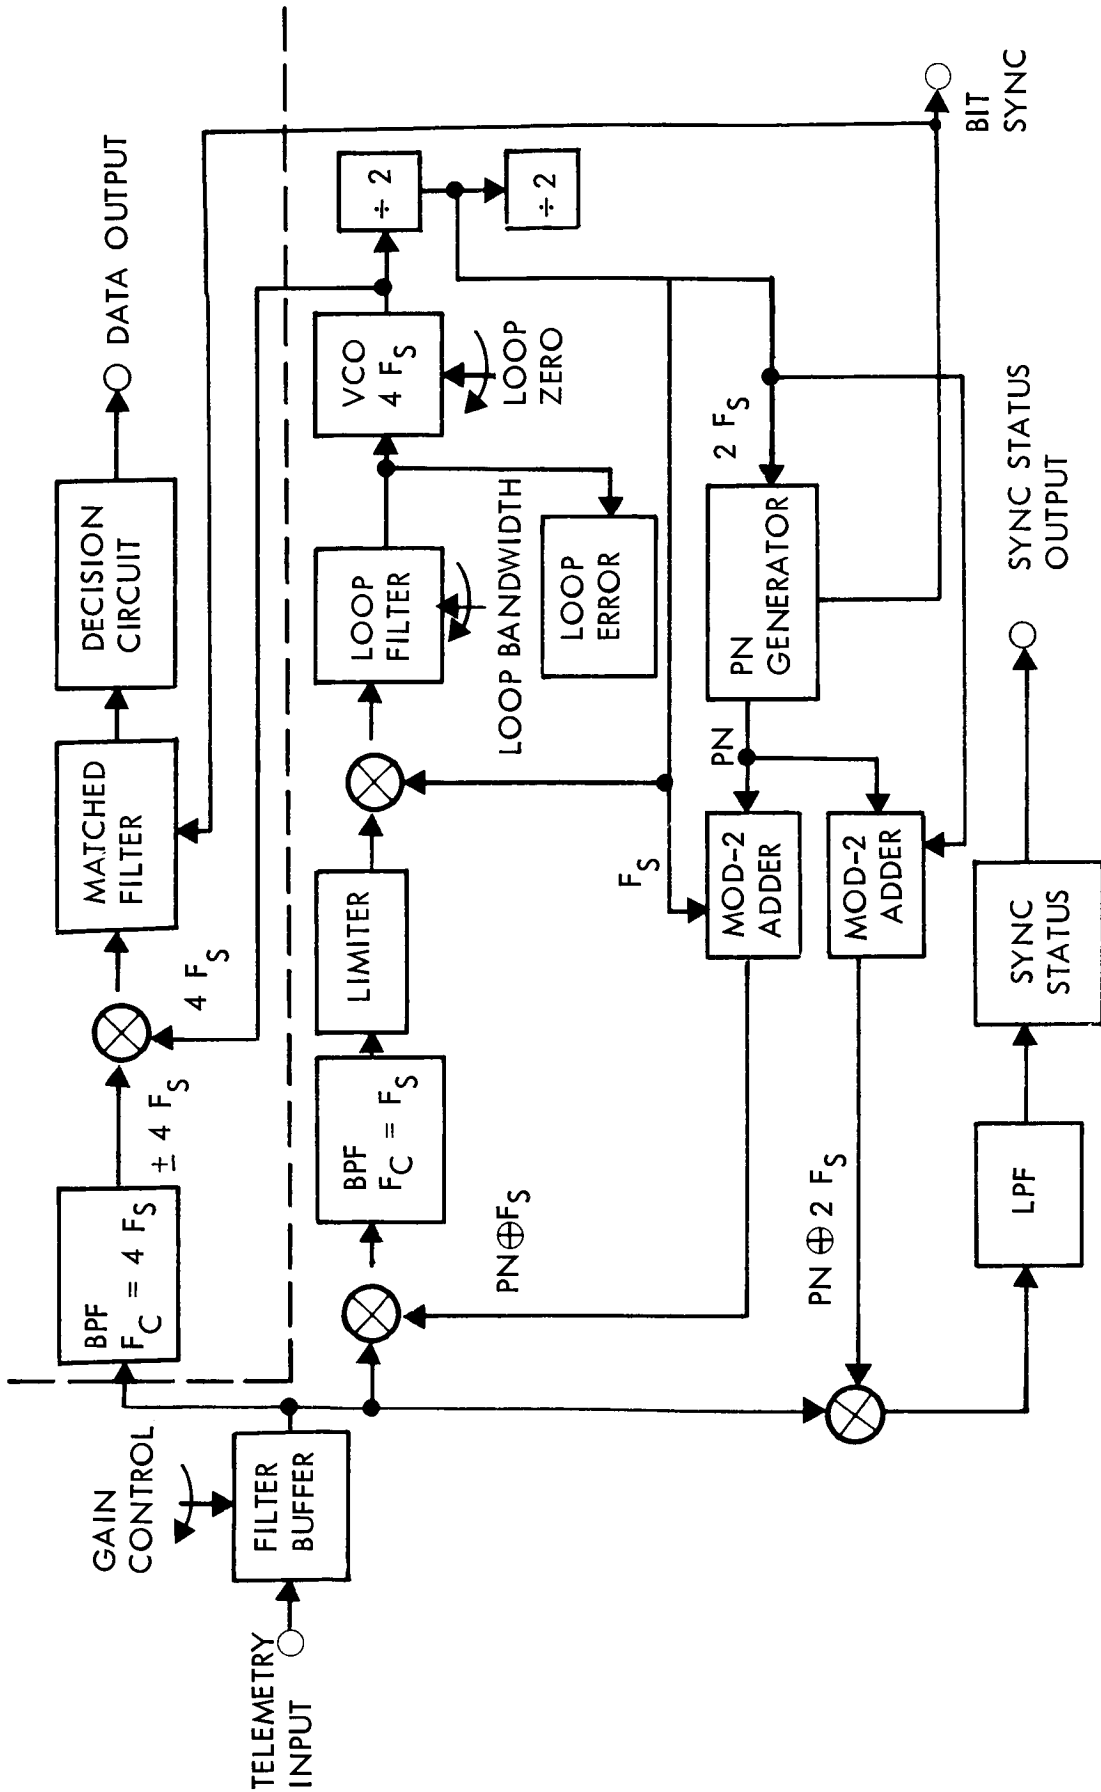 TELEMETRY
INPUT
GAIN
CONTROL
FILTER
BUFFER
BPF
F_C = 4 F_S
± 4 F_S
4 F_S
MATCHED
FILTER
DECISION
CIRCUIT
DATA OUTPUT
BPF
F_C = F_S
LIMITER
LOOP
FILTER
LOOP BANDWIDTH
VCO
4 F_S
LOOP
ZERO
÷ 2
÷ 2
LOOP
ERROR
PN⊕F_S
F_S
MOD-2
ADDER
PN
PN
GENERATOR
2 F_S
BIT
SYNC
PN ⊕ 2 F_S
MOD-2
ADDER
LPF
SYNC
STATUS
SYNC STATUS
OUTPUT